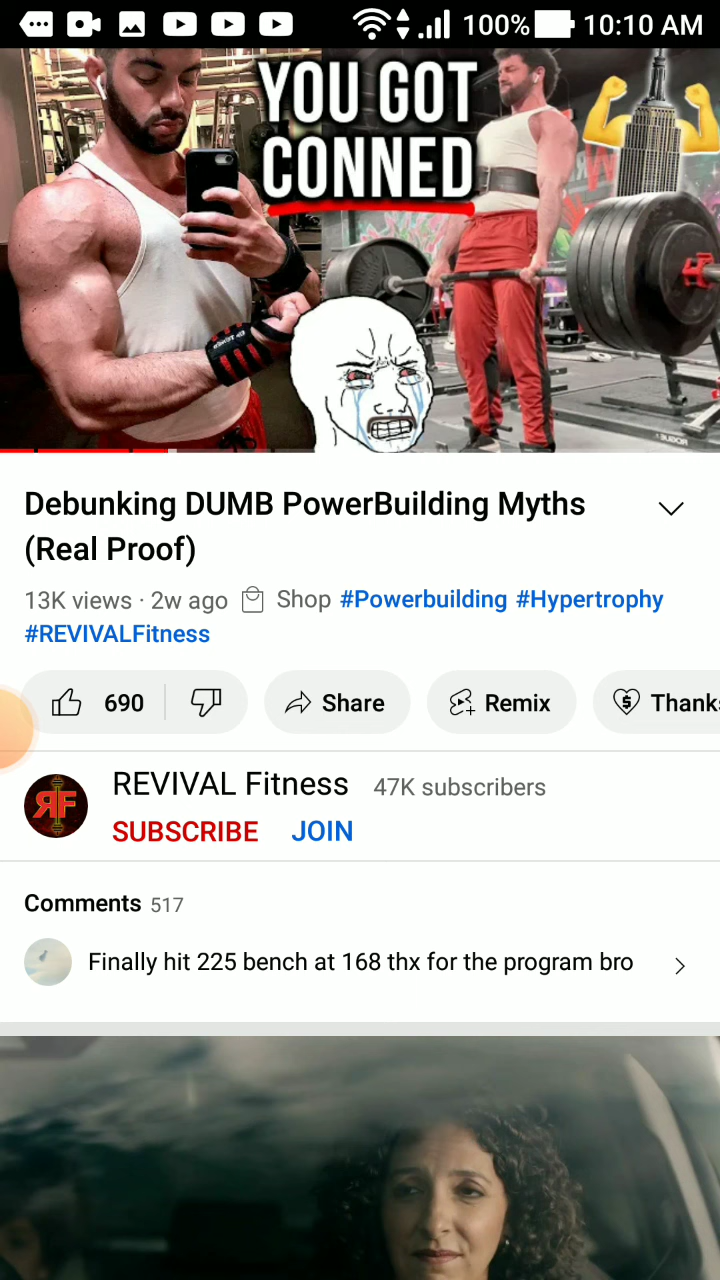 100% 10:10 AM
YOU GOT
CONNED
Debunking DUMB PowerBuilding Myths
(Real Proof)
13K views · 2w ago Shop #Powerbuilding #Hypertrophy
#REVIVALFitness
690 Share Remix Thanks
RF
REVIVAL Fitness 47K subscribers
SUBSCRIBE JOIN
Comments 517
Finally hit 225 bench at 168 thx for the program bro